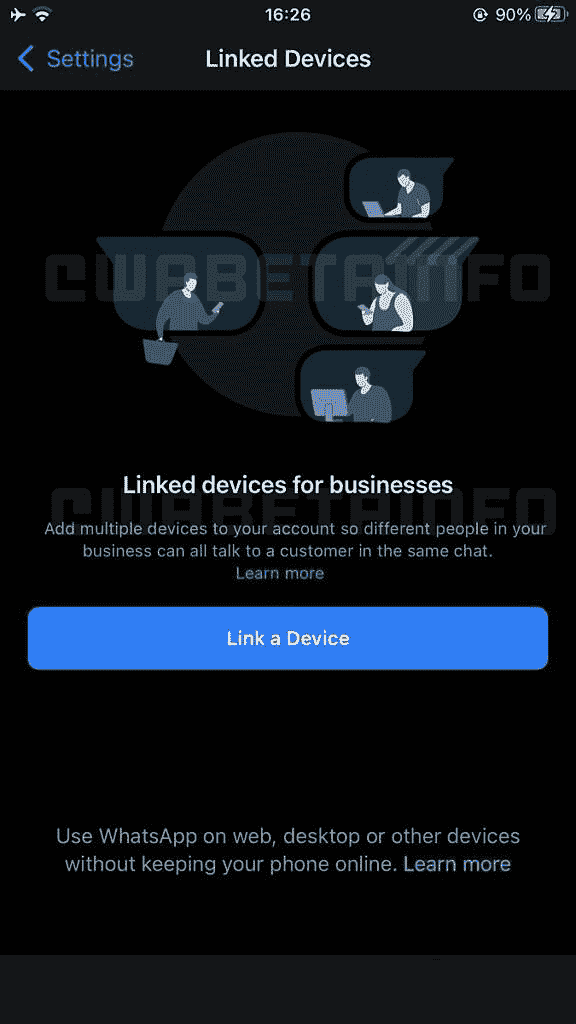 16:26
90%
Settings
Linked Devices
CWABETAINFO
Linked devices for businesses
CWABETAINFO
Add multiple devices to your account so different people in your
business can all talk to a customer in the same chat.
Learn more
Link a Device
Use WhatsApp on web, desktop or other devices
without keeping your phone online. Learn more